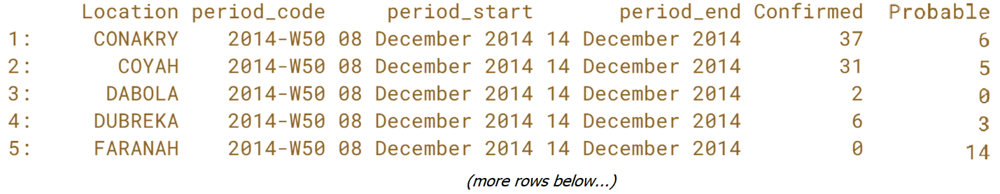 Location period_code period_start period_end Confirmed Probable
1: CONAKRY 2014-W50 08 December 2014 14 December 2014 37 6
2: COYAH 2014-W50 08 December 2014 14 December 2014 31 5
3: DABOLA 2014-W50 08 December 2014 14 December 2014 2 0
4: DUBREKA 2014-W50 08 December 2014 14 December 2014 6 3
5: FARANAH 2014-W50 08 December 2014 14 December 2014 0 14
(more rows below...)